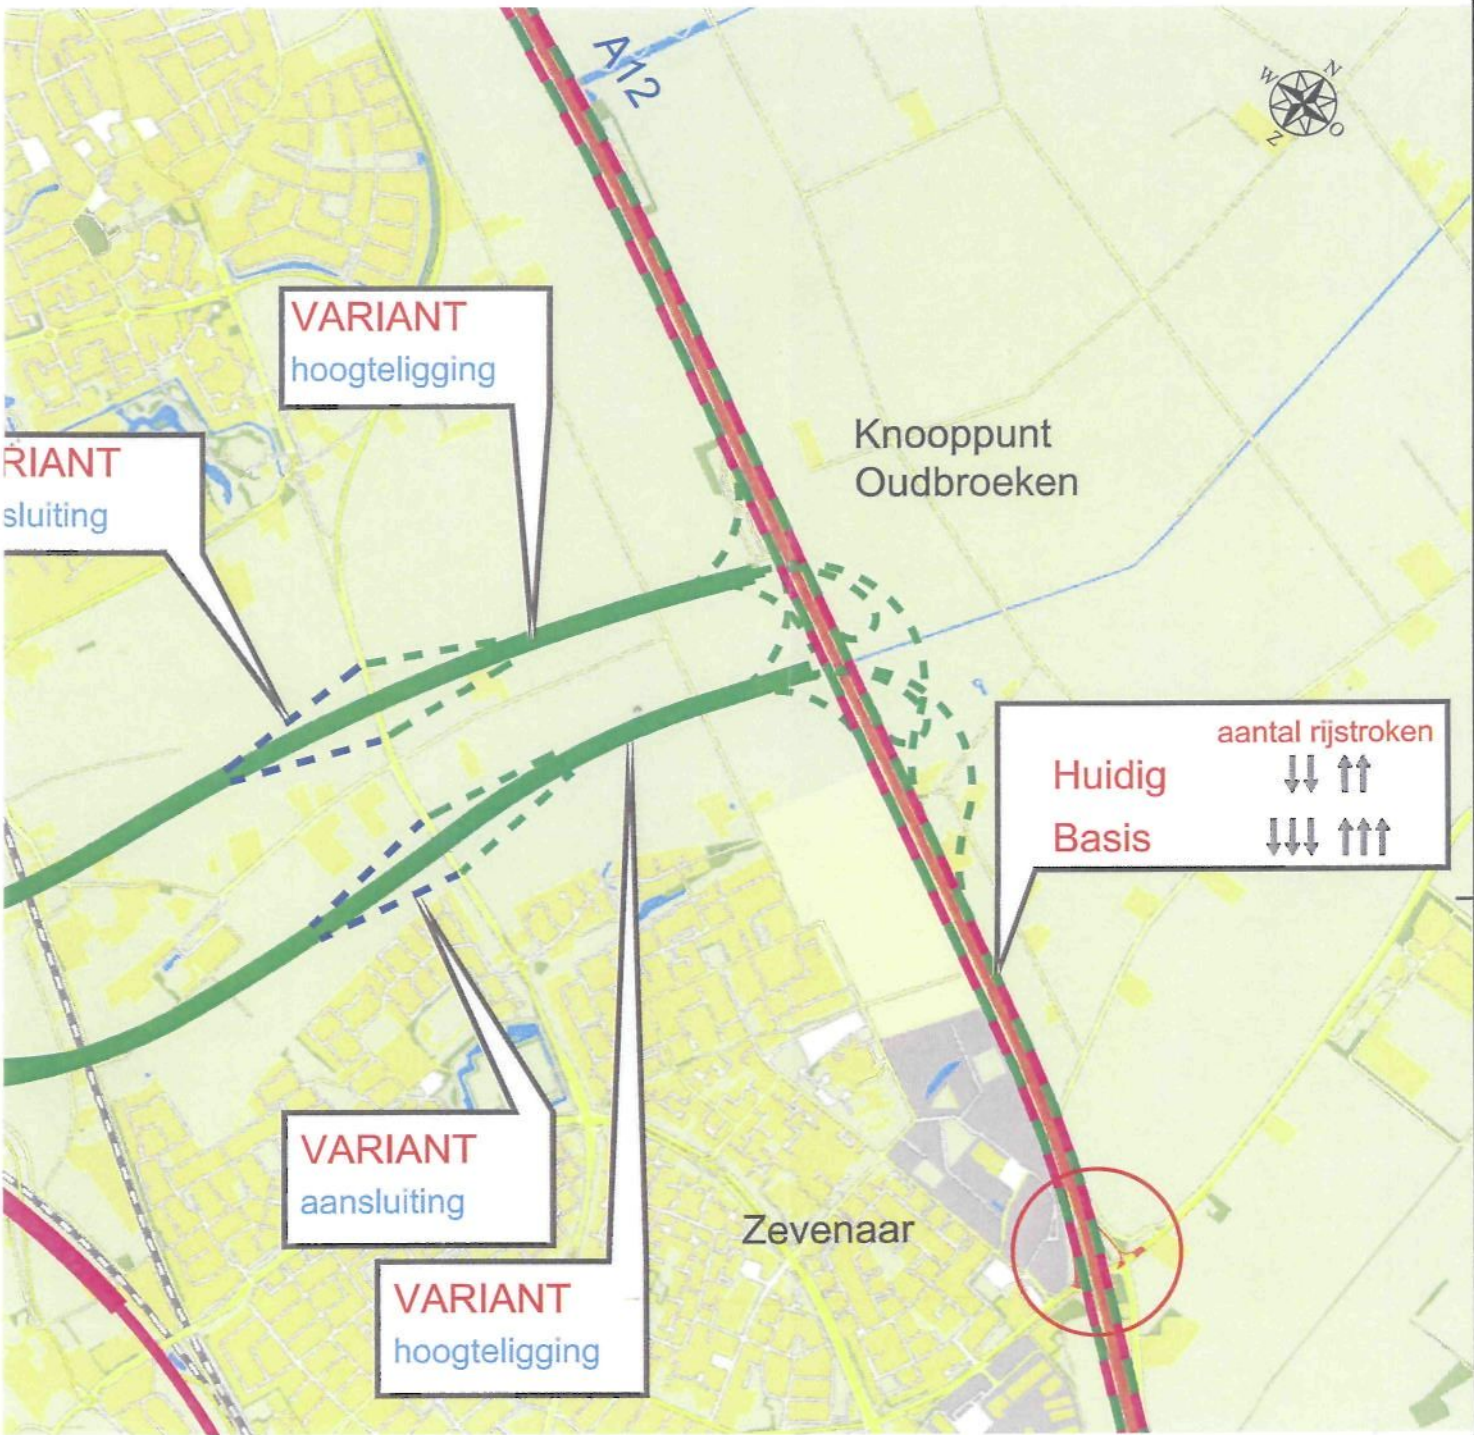 A12
N
W
O
Z
VARIANT
hoogteligging
RIANT
sluiting
Knooppunt
Oudbroeken
aantal rijstroken
Huidig ↓↓ ↑↑
Basis ↓↓↓ ↑↑↑
VARIANT
aansluiting
Zevenaar
VARIANT
hoogteligging